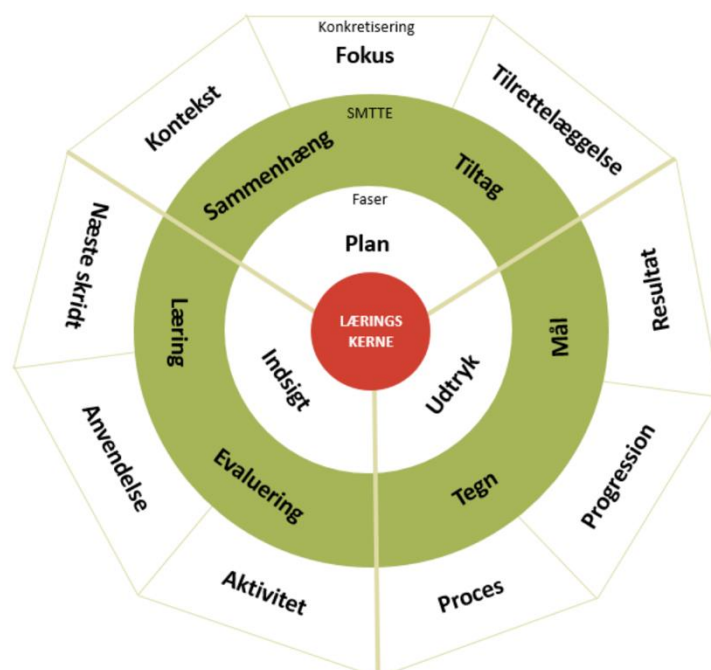 Konkretisering
Fokus
Kontekst
Tilrettelæggelse
SMTTE
Sammenhæng
Tiltag
Faser
Plan
Næste skridt
Resultat
LÆRINGS
KERNE
Læring
Mål
Indsigt
Udtryk
Anvendelse
Progression
Evaluering
Tegn
Aktivitet
Proces